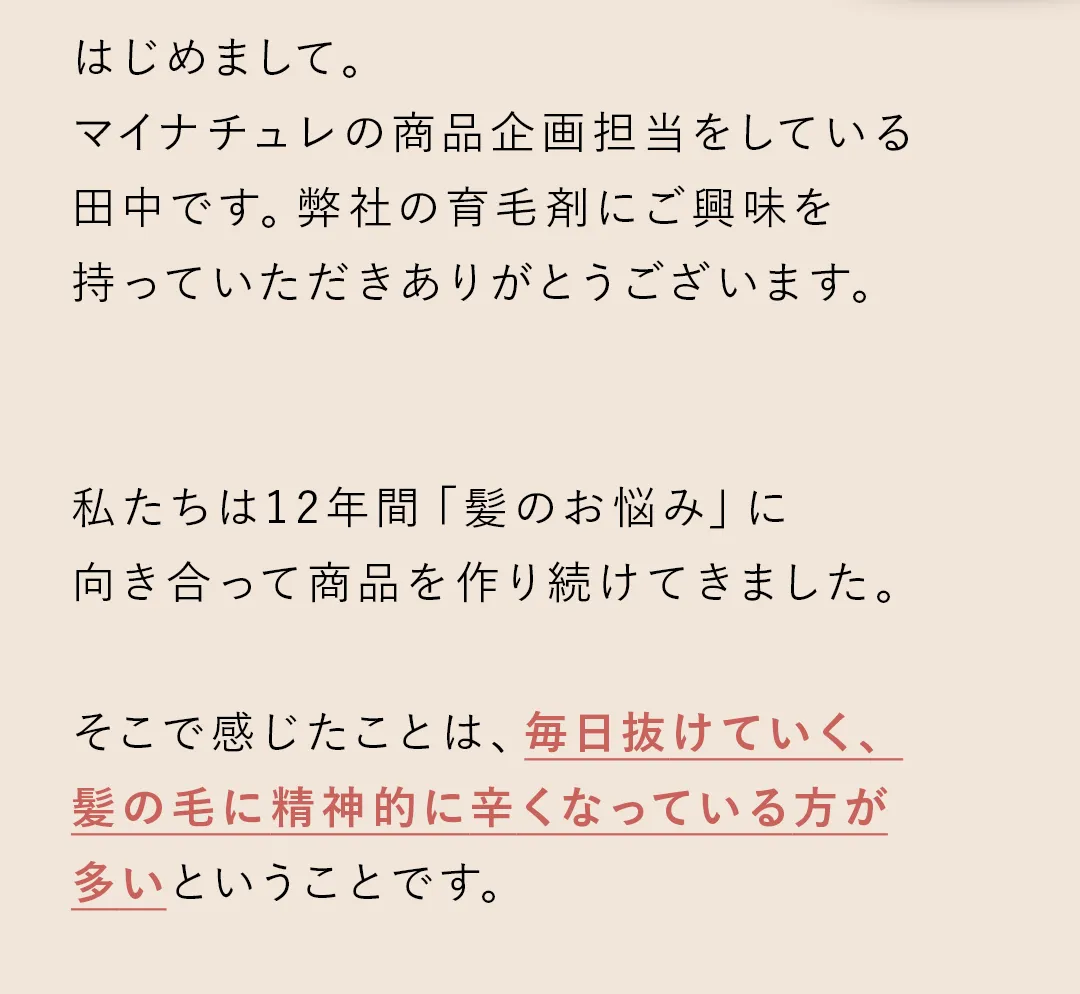 はじめまして。
マイナチュレの商品企画担当をしている
田中です。弊社の育毛剤にご興味を
持っていただきありがとうございます。
私たちは12年間「髪のお悩み」に
向き合って商品を作り続けてきました。
そこで感じたことは、毎日抜けていく、
髪の毛に精神的に辛くなっている方が
多いということです。